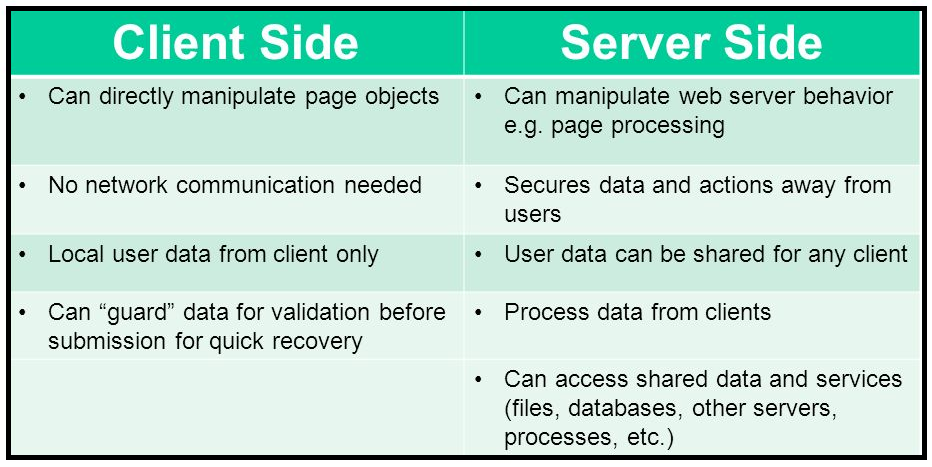 Client Side
Server Side
• Can directly manipulate page objects
• Can manipulate web server behavior
e.g. page processing
• No network communication needed
• Secures data and actions away from
users
• Local user data from client only
• User data can be shared for any client
• Can “guard” data for validation before
submission for quick recovery
• Process data from clients
• Can access shared data and services
(files, databases, other servers,
processes, etc.)